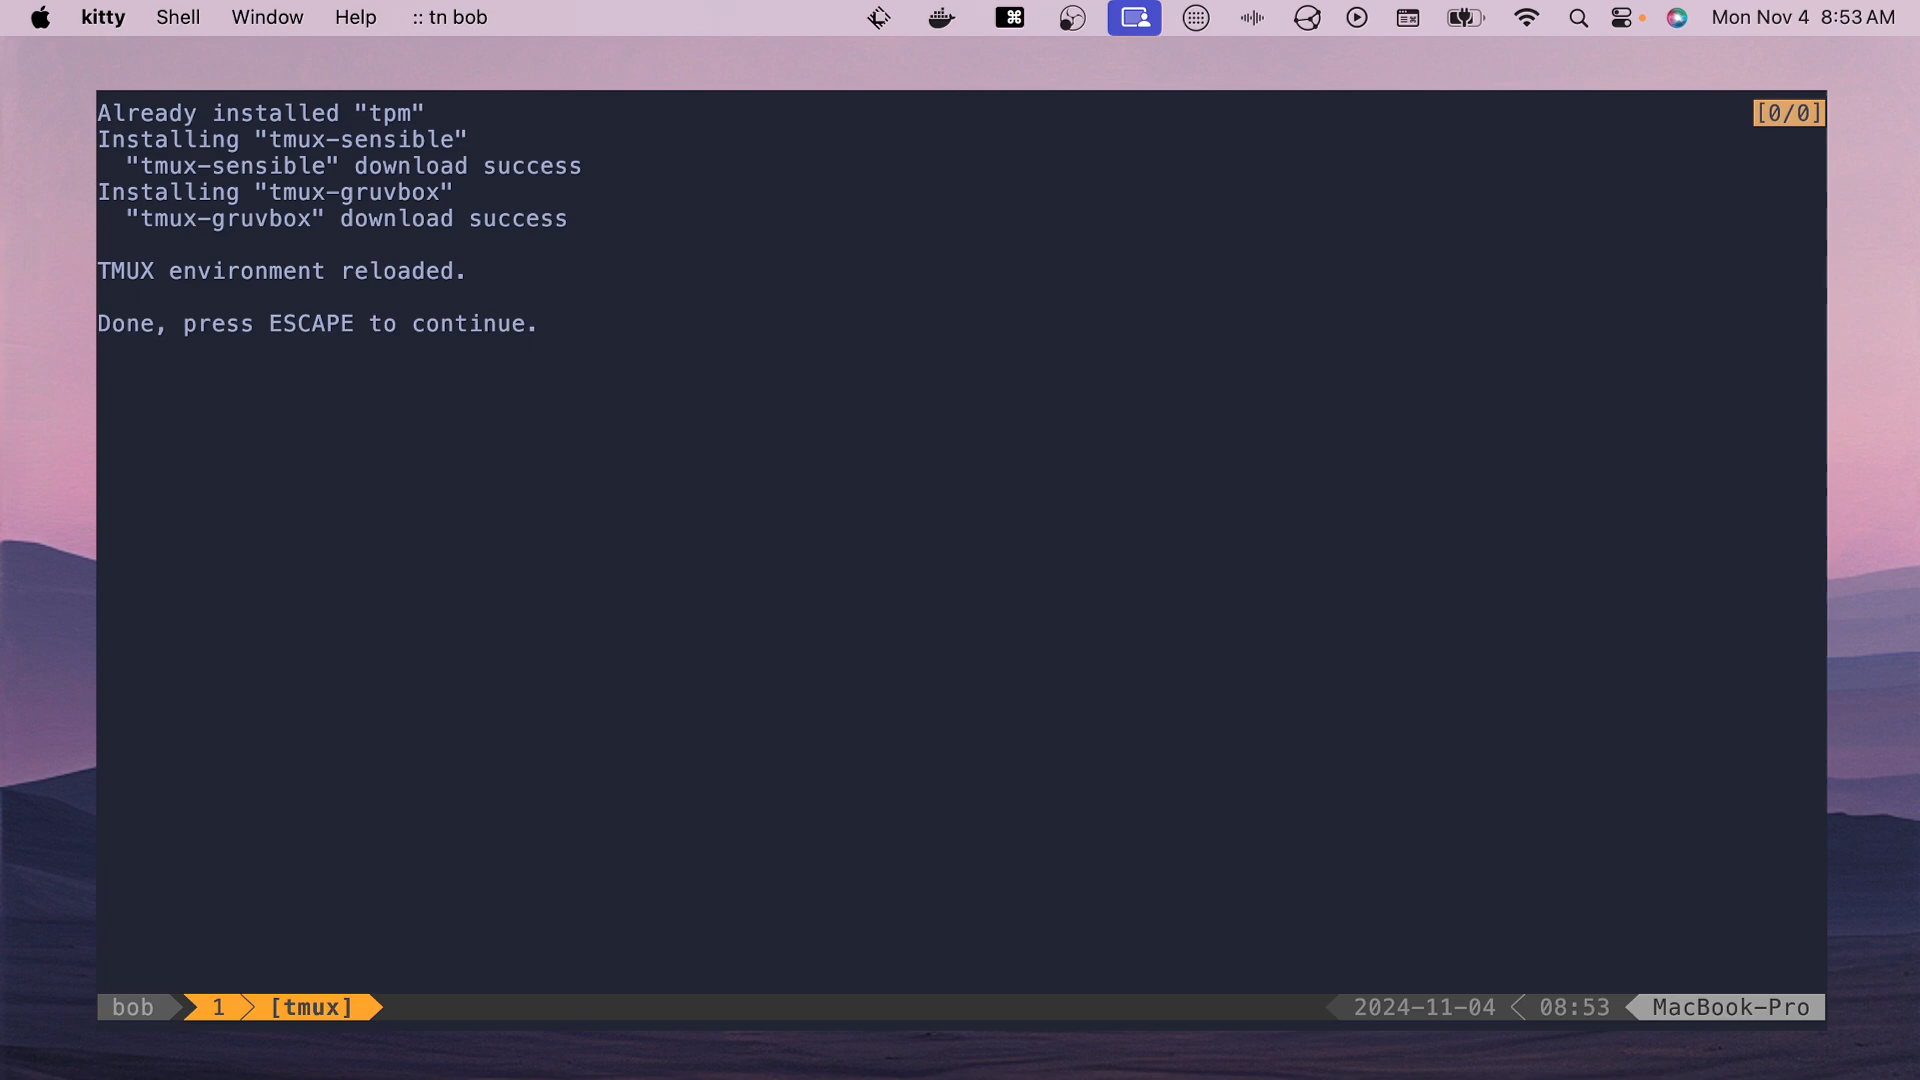 kitty Shell Window Help :: tn bob Mon Nov 4 8:53 AM
Already installed "tpm" [0/0]
Installing "tmux-sensible"
"tmux-sensible" download success
Installing "tmux-gruvbox"
"tmux-gruvbox" download success
TMUX environment reloaded.
Done, press ESCAPE to continue.
bob 1 [tmux] 2024-11-04 08:53 MacBook-Pro